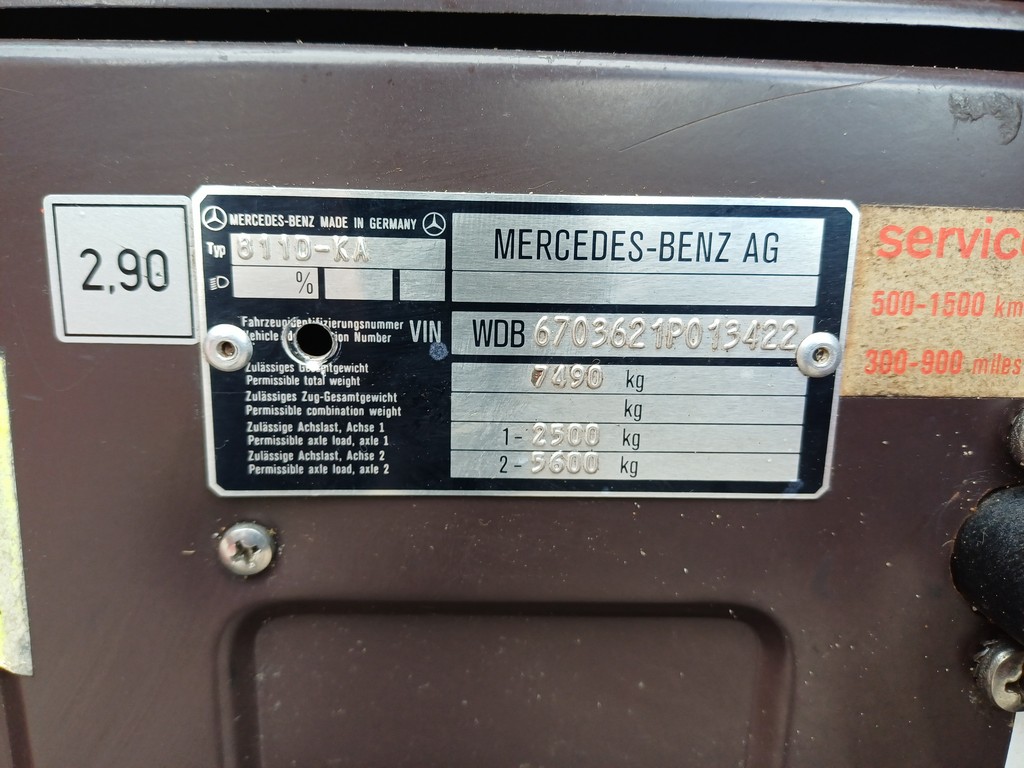 2,90
MERCEDES-BENZ MADE IN GERMANY
Typ 811D-KA
%
MERCEDES-BENZ AG
Fahrzeugidentifizierungsnummer
Vehicle Number
VIN WDB 6703621P013422
Zulässiges
Permissible total weight
7490 kg
Zulässiges Zug-Gesamtgewicht
Permissible combination weight
kg
Zulässige Achslast, Achse 1
Permissible axle load, axle 1
1- 2500 kg
Zulässige Achslast, Achse 2
Permissible axle load, axle 2
2- 5600 kg
servic
500-1500 km
300-900 miles